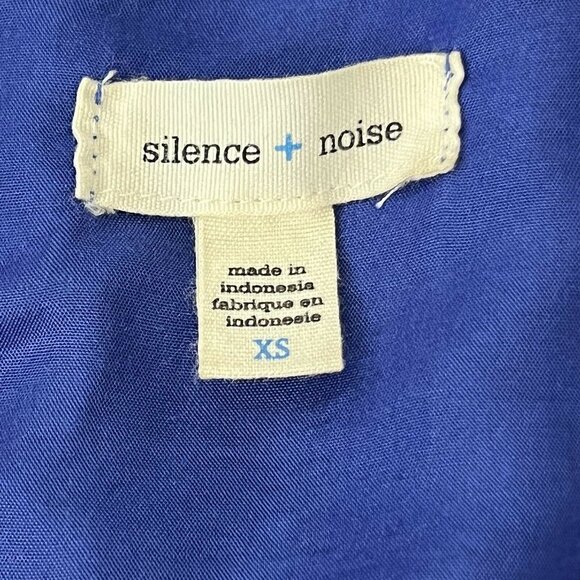 silence + noise
made in
indonesia
fabrique en
indonesie
XS